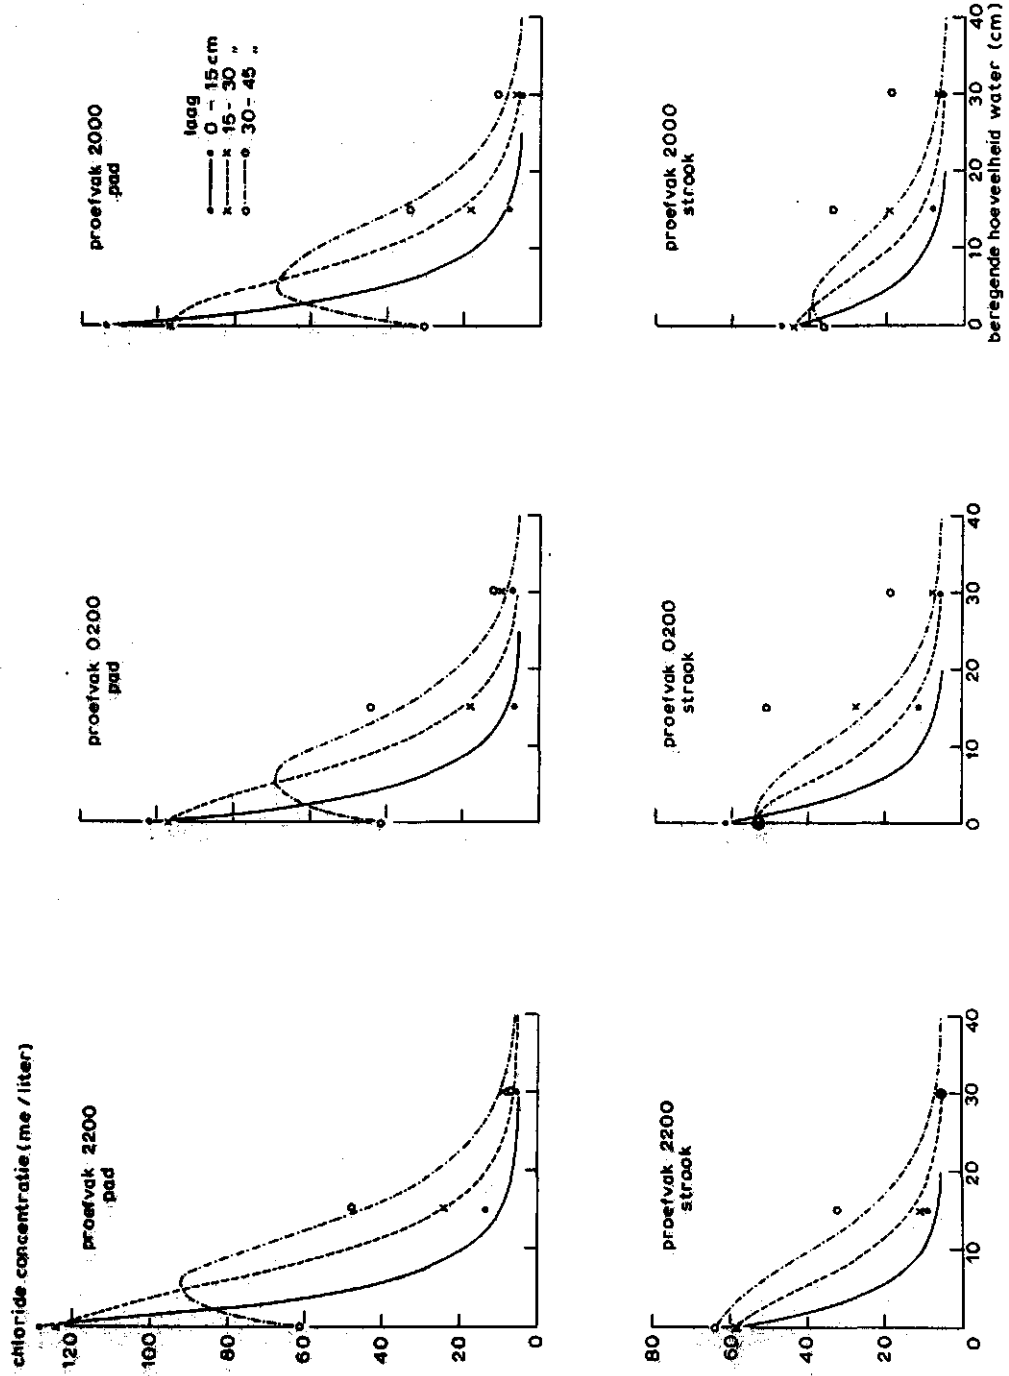 chloride concentratie (me / liter)
120
100
80
60
40
20
0
proefvak 2200
pad
proefvak 0200
pad
proefvak 2000
pad
laag
0 - 15 cm
15 - 30 "
30 - 45 "
80
60
40
20
0
proefvak 2200
strook
0 10 20 30 40
proefvak 0200
strook
0 10 20 30 40
proefvak 2000
strook
0 10 20 30 40
beregende hoeveelheid water (cm)